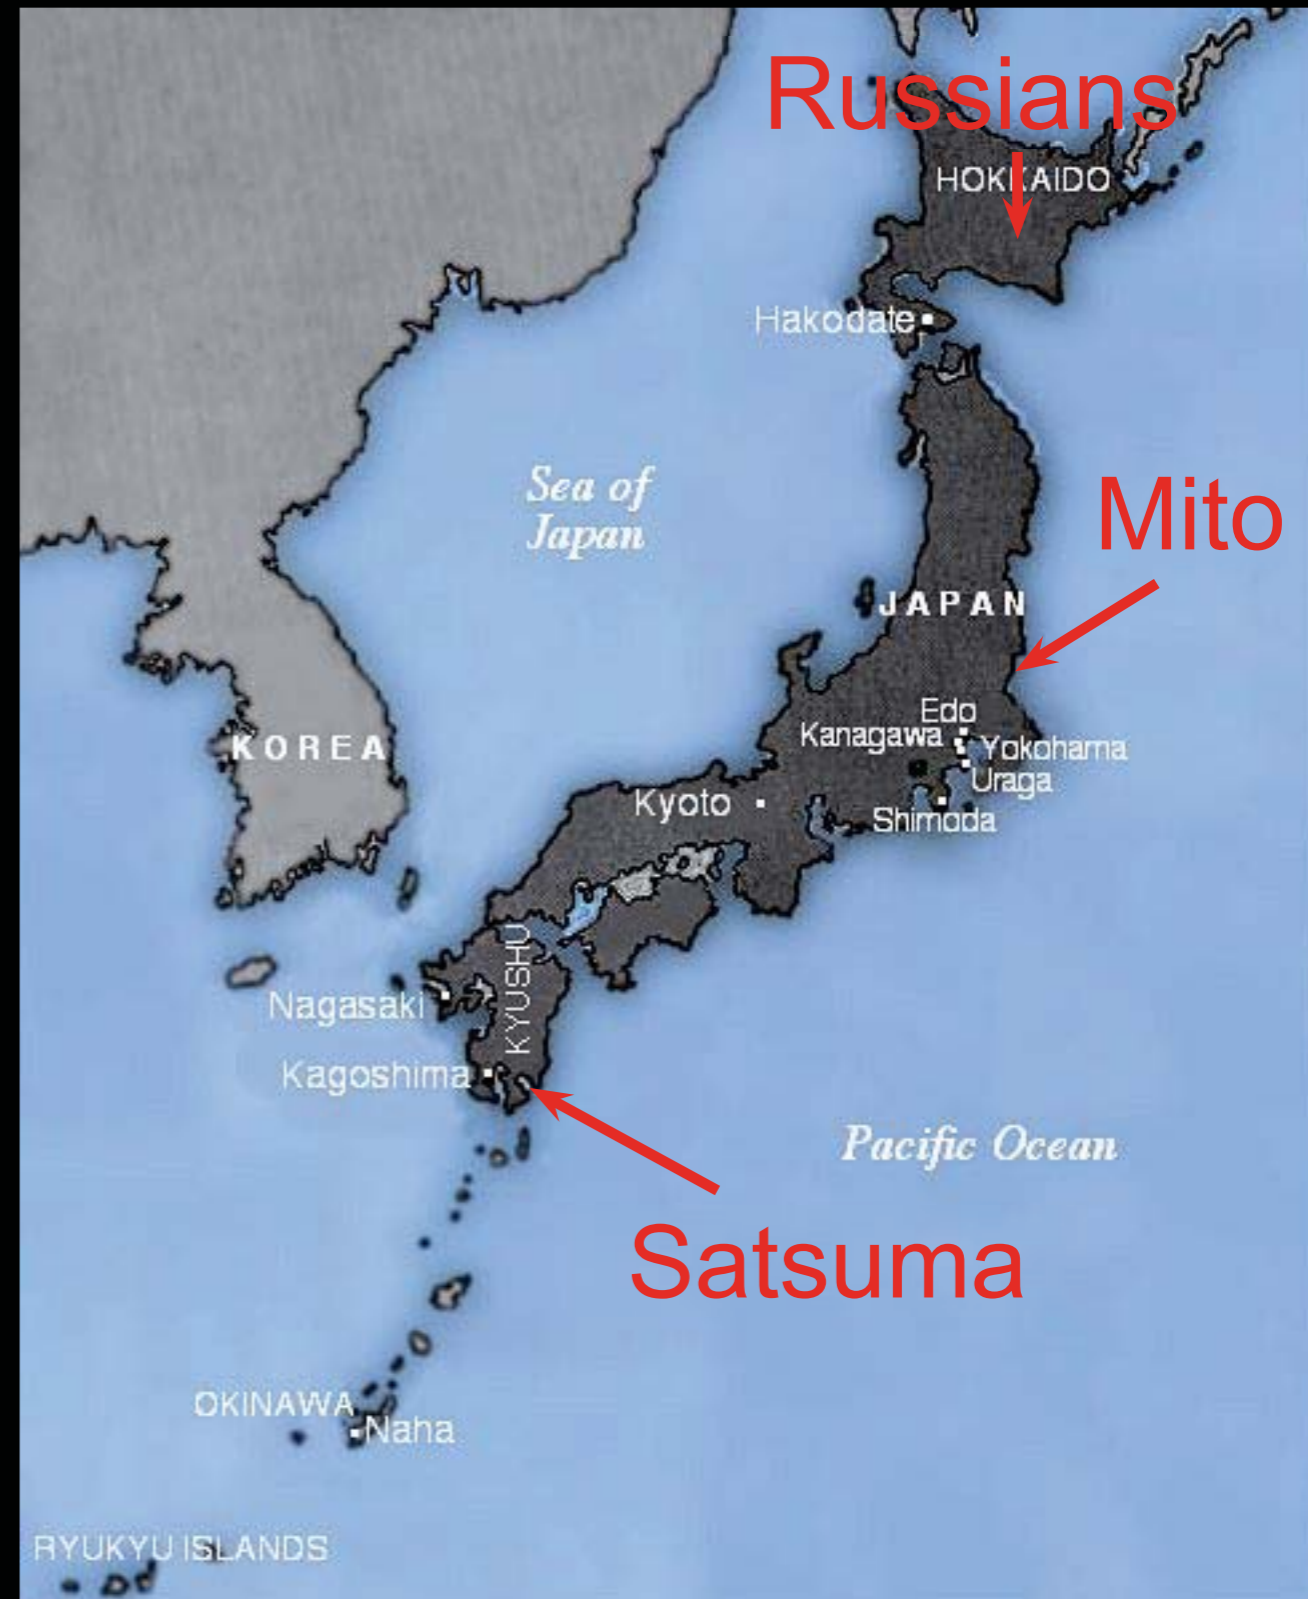 Russians
HOKKAIDO
Hakodate
Sea of
Japan
Mito
JAPAN
Edo
Kanagawa
Yokohama
Uraga
KOREA
Kyoto
Shimoda
KYUSHU
Nagasaki
Kagoshima
Pacific Ocean
Satsuma
OKINAWA
Naha
RYUKYU ISLANDS